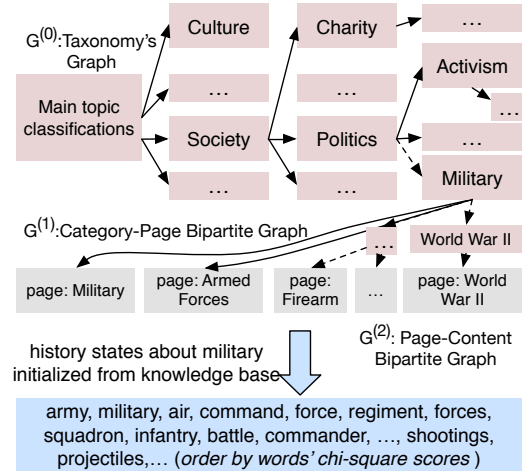 G(0):Taxonomy's
Graph
Culture
Charity
…
Main topic
classifications
…
…
Activism
…
Society
Politics
…
…
…
Military
G(1):Category-Page Bipartite Graph
…
World War II
page: Military
page: Armed
Forces
page:
Firearm
…
page: World
War II
G(2): Page-Content
Bipartite Graph
history states about military
initialized from knowledge base
army, military, air, command, force, regiment, forces,
squadron, infantry, battle, commander, …, shootings,
projectiles,… (order by words' chi-square scores )